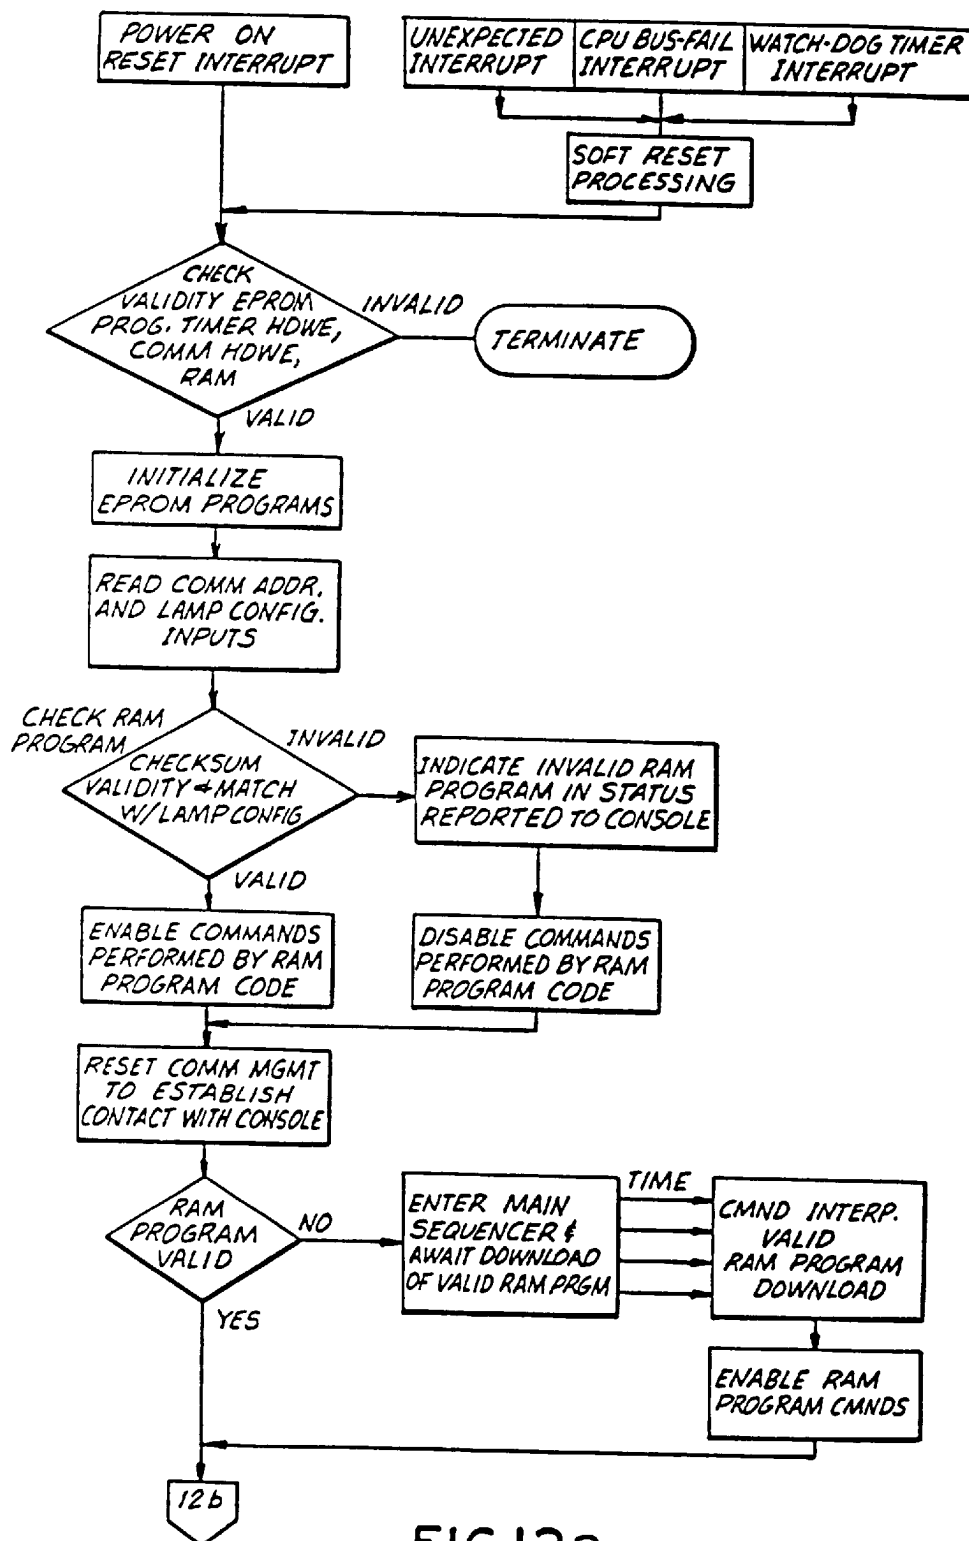 POWER ON
RESET INTERRUPT
UNEXPECTED
INTERRUPT
CPU BUS-FAIL
INTERRUPT
WATCH-DOG TIMER
INTERRUPT
SOFT RESET
PROCESSING
CHECK
VALIDITY EPROM
PROG. TIMER HDWE,
COMM HDWE,
RAM
INVALID
TERMINATE
VALID
INITIALIZE
EPROM PROGRAMS
READ COMM ADDR.
AND LAMP CONFIG.
INPUTS
CHECK RAM
PROGRAM
CHECKSUM
VALIDITY & MATCH
W/LAMP CONFIG
INVALID
INDICATE INVALID RAM
PROGRAM IN STATUS
REPORTED TO CONSOLE
VALID
ENABLE COMMANDS
PERFORMED BY RAM
PROGRAM CODE
DISABLE COMMANDS
PERFORMED BY RAM
PROGRAM CODE
RESET COMM MGMT
TO ESTABLISH
CONTACT WITH CONSOLE
RAM
PROGRAM
VALID
NO
ENTER MAIN
SEQUENCER &
AWAIT DOWNLOAD
OF VALID RAM PRGM
TIME
CMND INTERP.
VALID
RAM PROGRAM
DOWNLOAD
YES
ENABLE RAM
PROGRAM CMNDS
12b
FIG.12a